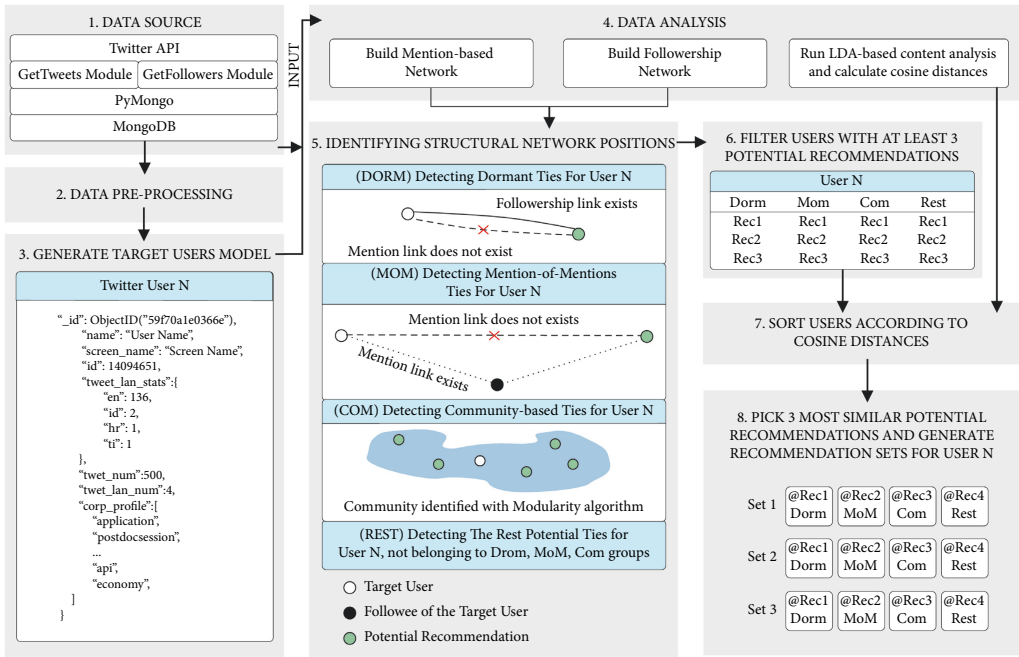 1. DATA SOURCE
Twitter API
GetTweets Module
GetFollowers Module
PyMongo
MongoDB
2. DATA PRE-PROCESSING
3. GENERATE TARGET USERS MODEL
Twitter User N
“_id”: ObjectID(”59f70a1e0366e”),
“name”: “User Name”,
“screen_name”: “Screen Name”,
“id”: 14094651,
“tweet_lan_stats”:{
“en”: 136,
“id”: 2,
“hr”: 1,
“ti”: 1
},
“twet_num”:500,
“twet_lan_num”:4,
“corp_profile”:[
“application”,
“postdocsession”,
...
“api”,
“economy”,
]
}
INPUT
4. DATA ANALYSIS
Build Mention-based
Network
Build Followership
Network
Run LDA-based content analysis
and calculate cosine distances
5. IDENTIFYING STRUCTURAL NETWORK POSITIONS
(DORM) Detecting Dormant Ties For User N
Followership link exists
Mention link does not exist
(MOM) Detecting Mention-of-Mentions
Ties For User N
Mention link does not exists
Mention link exists
(COM) Detecting Community-based Ties for User N
Community identified with Modularity algorithm
(REST) Detecting The Rest Potential Ties for
User N, not belonging to Drom, MoM, Com groups
Target User
Followee of the Target User
Potential Recommendation
6. FILTER USERS WITH AT LEAST 3
POTENTIAL RECOMMENDATIONS
User N
Dorm Mom Com Rest
Rec1 Rec1 Rec1 Rec1
Rec2 Rec2 Rec2 Rec2
Rec3 Rec3 Rec3 Rec3
7. SORT USERS ACCORDING TO
COSINE DISTANCES
8. PICK 3 MOST SIMILAR POTENTIAL
RECOMMENDATIONS AND GENERATE
RECOMMENDATION SETS FOR USER N
Set 1
@Rec1 @Rec2 @Rec3 @Rec4
Dorm MoM Com Rest
Set 2
@Rec1 @Rec2 @Rec3 @Rec4
Dorm MoM Com Rest
Set 3
@Rec1 @Rec2 @Rec3 @Rec4
Dorm MoM Com Rest